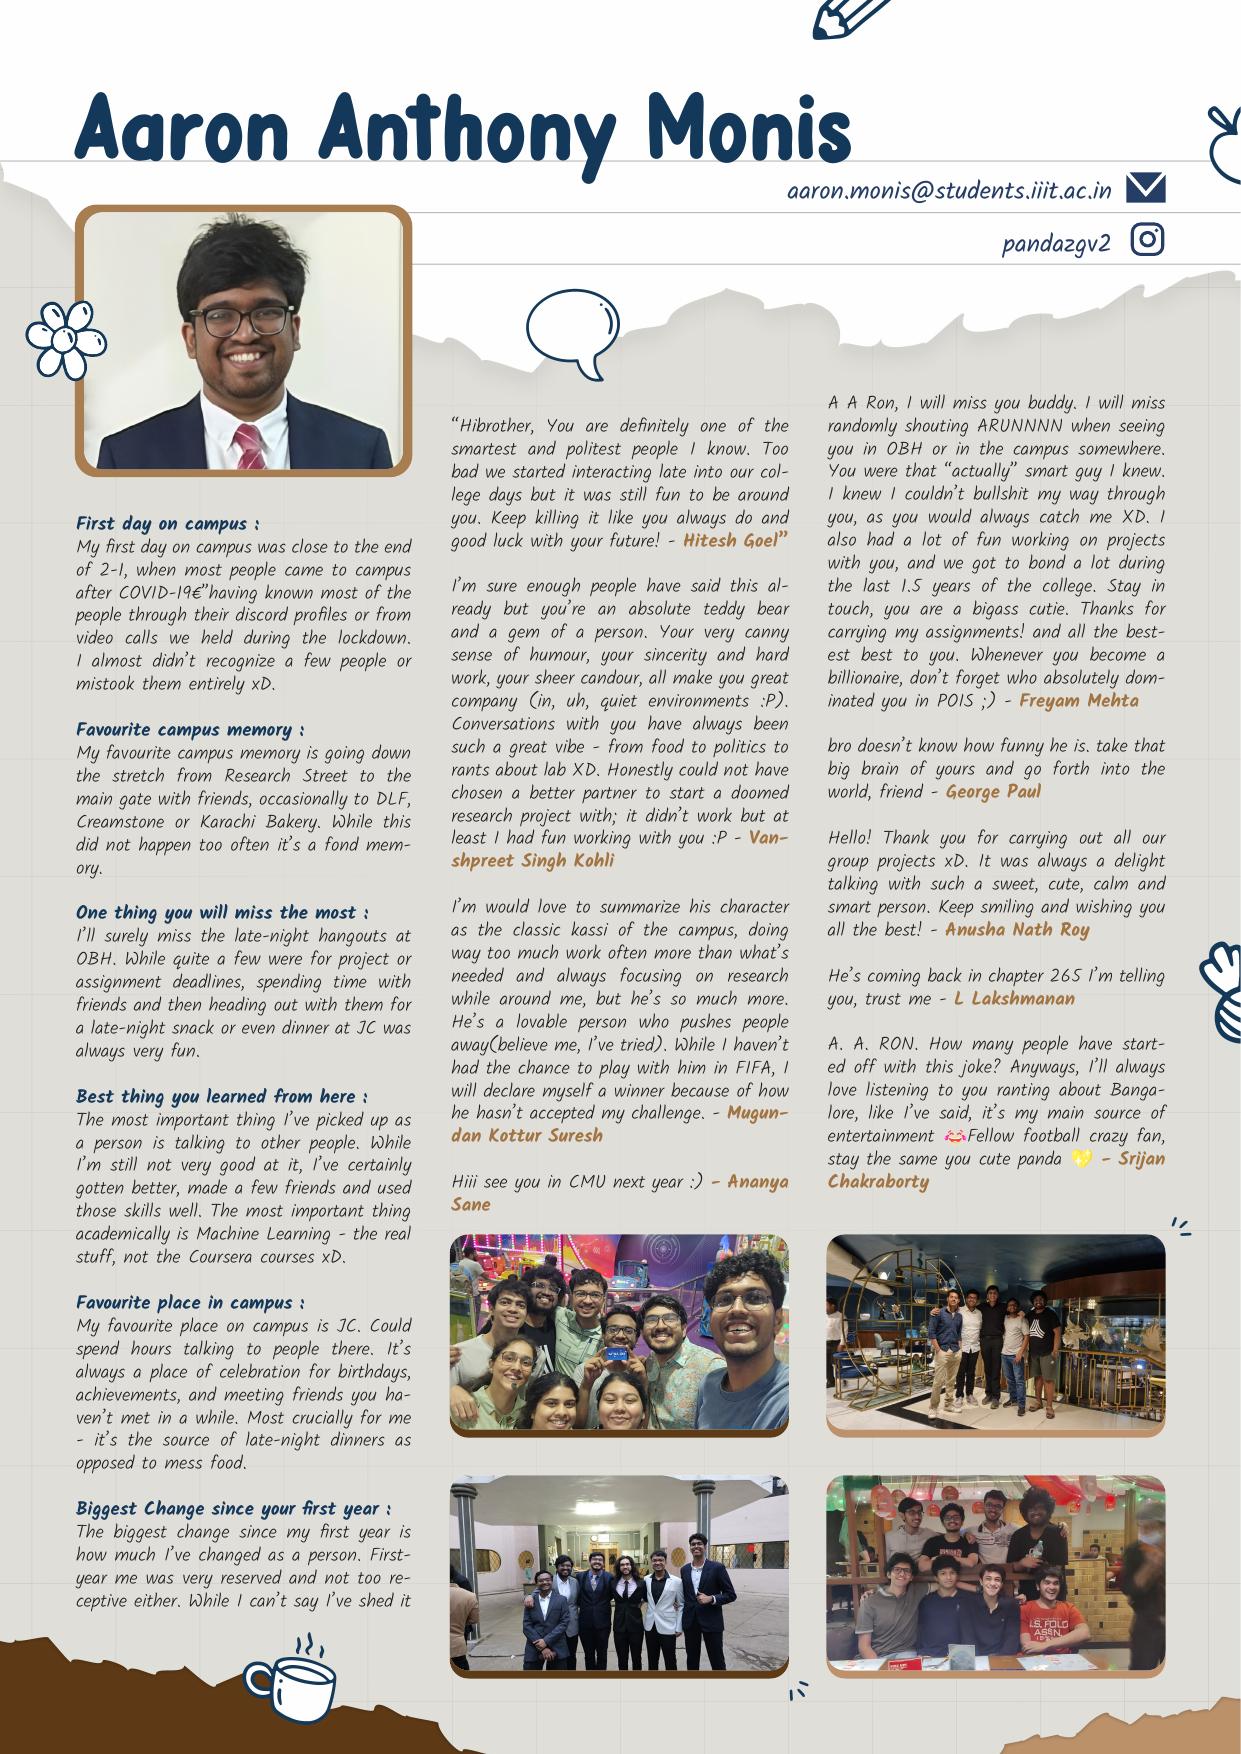 Aaron Anthony Monis
aaron.monis@students.iiit.ac.in
pandazgv2
First day on campus :
My first day on campus was close to the end
of 2-1, when most people came to campus
after COVID-19€”having known most of the
people through their discord profiles or from
video calls we held during the lockdown.
I almost didn’t recognize a few people or
mistook them entirely xD.
Favourite campus memory :
My favourite campus memory is going down
the stretch from Research Street to the
main gate with friends, occasionally to DLF,
Creamstone or Karachi Bakery. While this
did not happen too often it’s a fond mem-
ory.
One thing you will miss the most :
I’ll surely miss the late-night hangouts at
OBH. While quite a few were for project or
assignment deadlines, spending time with
friends and then heading out with them for
a late-night snack or even dinner at JC was
always very fun.
Best thing you learned from here :
The most important thing I’ve picked up as
a person is talking to other people. While
I’m still not very good at it, I’ve certainly
gotten better, made a few friends and used
those skills well. The most important thing
academically is Machine Learning - the real
stuff, not the Coursera courses xD.
Favourite place in campus :
My favourite place on campus is JC. Could
spend hours talking to people there. It’s
always a place of celebration for birthdays,
achievements, and meeting friends you ha-
ven’t met in a while. Most crucially for me
- it’s the source of late-night dinners as
opposed to mess food.
Biggest Change since your first year :
The biggest change since my first year is
how much I’ve changed as a person. First-
year me was very reserved and not too re-
ceptive either. While I can’t say I’ve shed it
“Hibrother, You are definitely one of the
smartest and politest people I know. Too
bad we started interacting late into our col-
lege days but it was still fun to be around
you. Keep killing it like you always do and
good luck with your future! - Hitesh Goel”
I’m sure enough people have said this al-
ready but you’re an absolute teddy bear
and a gem of a person. Your very canny
sense of humour, your sincerity and hard
work, your sheer candour, all make you great
company (in, uh, quiet environments :P).
Conversations with you have always been
such a great vibe - from food to politics to
rants about lab XD. Honestly could not have
chosen a better partner to start a doomed
research project with; it didn’t work but at
least I had fun working with you :P - Van-
shpreet Singh Kohli
I’m would love to summarize his character
as the classic kassi of the campus, doing
way too much work often more than what’s
needed and always focusing on research
while around me, but he’s so much more.
He’s a lovable person who pushes people
away(believe me, I’ve tried). While I haven’t
had the chance to play with him in FIFA, I
will declare myself a winner because of how
he hasn’t accepted my challenge. - Mugun-
dan Kottur Suresh
Hiii see you in CMU next year :) - Ananya
Sane
A A Ron, I will miss you buddy. I will miss
randomly shouting ARUNNNN when seeing
you in OBH or in the campus somewhere.
You were that “actually” smart guy I knew.
I knew I couldn’t bullshit my way through
you, as you would always catch me XD. I
also had a lot of fun working on projects
with you, and we got to bond a lot during
the last 1.5 years of the college. Stay in
touch, you are a bigass cutie. Thanks for
carrying my assignments! and all the best-
est best to you. Whenever you become a
billionaire, don’t forget who absolutely dom-
inated you in POIS ;) - Freyam Mehta
bro doesn’t know how funny he is. take that
big brain of yours and go forth into the
world, friend - George Paul
Hello! Thank you for carrying out all our
group projects xD. It was always a delight
talking with such a sweet, cute, calm and
smart person. Keep smiling and wishing you
all the best! - Anusha Nath Roy
He’s coming back in chapter 265 I’m telling
you, trust me - L Lakshmanan
A. A. RON. How many people have start-
ed off with this joke? Anyways, I’ll always
love listening to you ranting about Banga-
lore, like I’ve said, it’s my main source of
entertainment 😂Fellow football crazy fan,
stay the same you cute panda 💛 - Srijan
Chakraborty